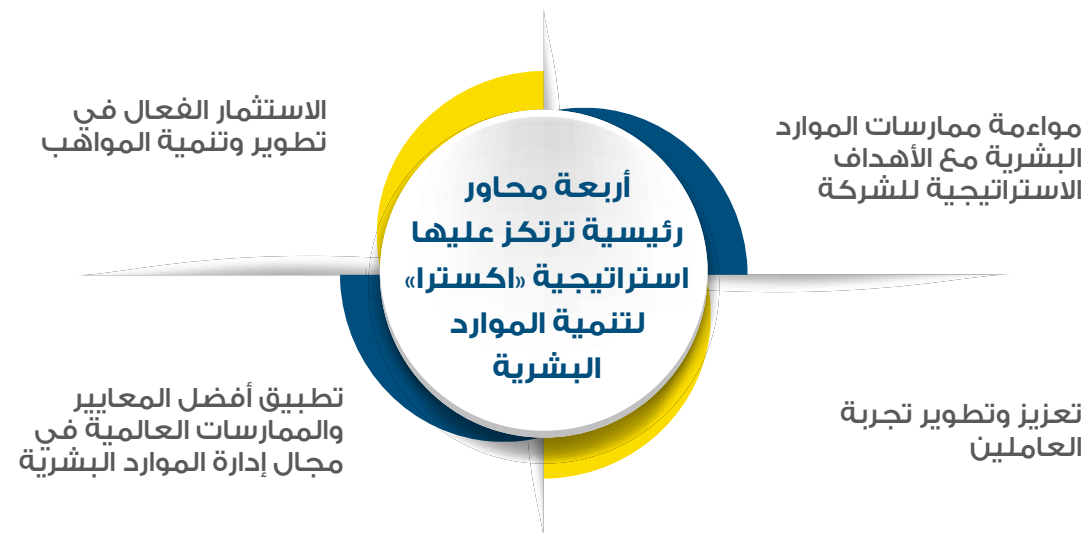 أربعة محاور
رئيسية ترتكز عليها
استراتيجية «اكسترا»
لتنمية الموارد
البشرية
مواءمة ممارسات الموارد
البشرية مع الأهداف
الاستراتيجية للشركة
الاستثمار الفعال في
تطوير وتنمية المواهب
تعزيز وتطوير تجربة
العاملين
تطبيق أفضل المعايير
والممارسات العالمية في
مجال إدارة الموارد البشرية